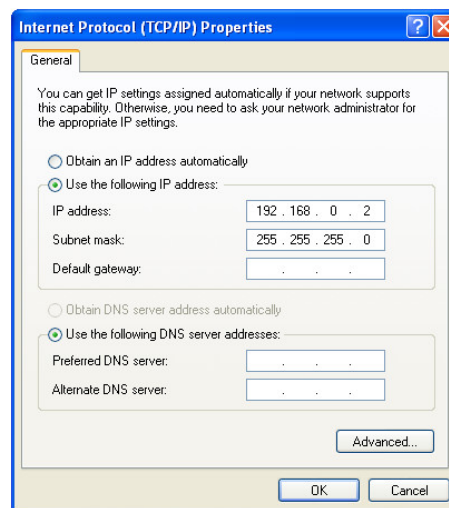 Internet Protocol (TCP/IP) Properties
General
You can get IP settings assigned automatically if your network supports
this capability. Otherwise, you need to ask your network administrator for
the appropriate IP settings.
Obtain an IP address automatically
Use the following IP address:
IP address: 192 . 168 . 0 . 2
Subnet mask: 255 . 255 . 255 . 0
Default gateway: . . .
Obtain DNS server address automatically
Use the following DNS server addresses:
Preferred DNS server: . . .
Alternate DNS server: . . .
Advanced...
OK Cancel